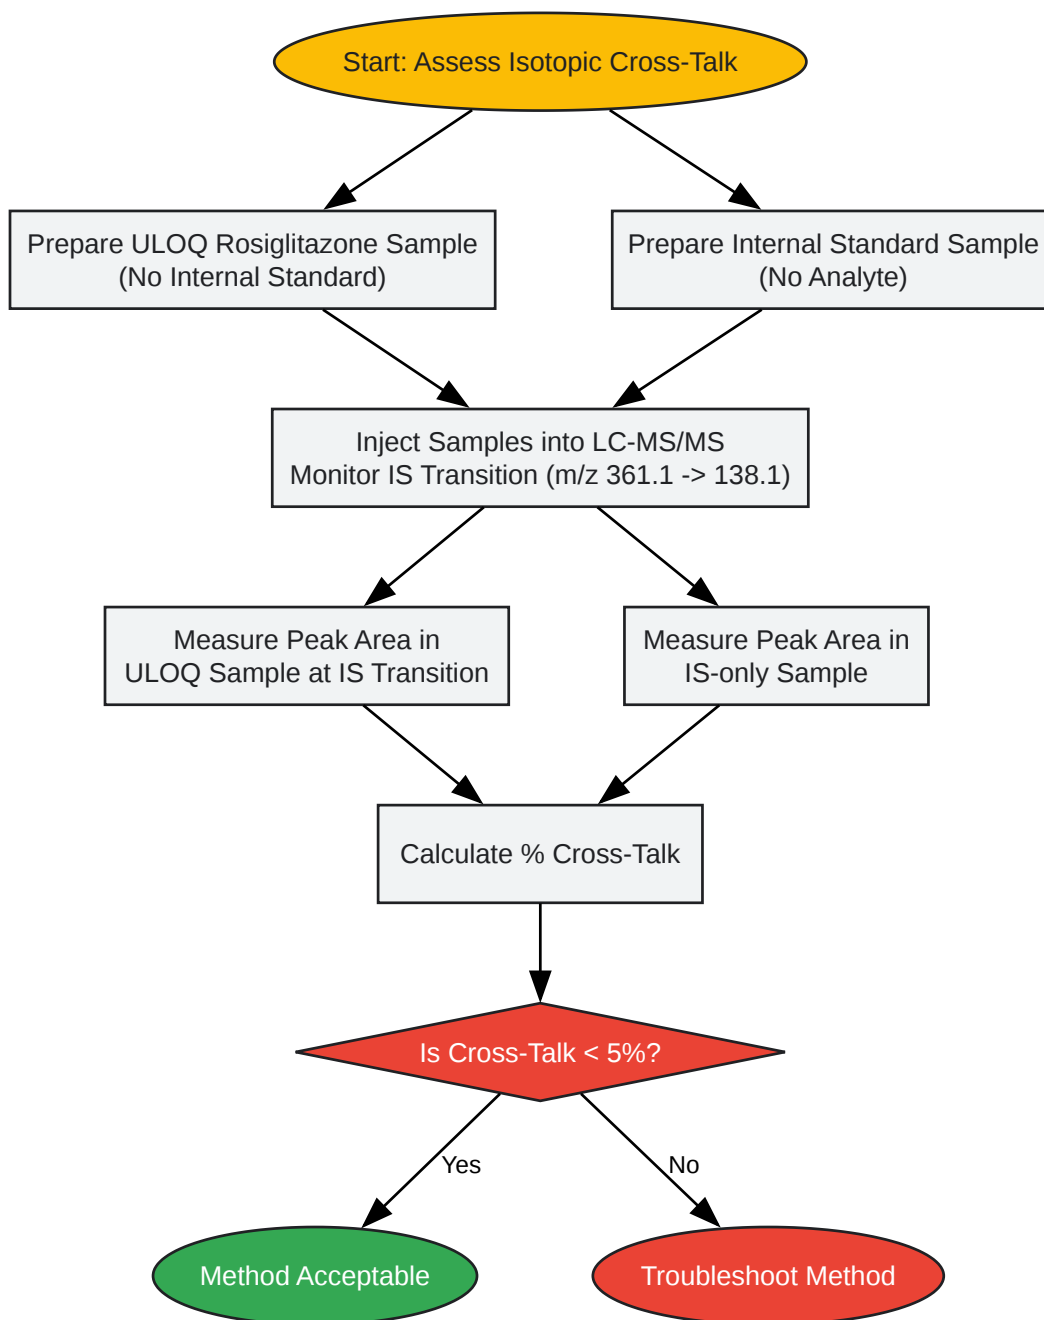 Start: Assess Isotopic Cross-Talk
Prepare ULOQ Rosiglitazone Sample
(No Internal Standard)
Prepare Internal Standard Sample
(No Analyte)
Inject Samples into LC-MS/MS
Monitor IS Transition (m/z 361.1 -> 138.1)
Measure Peak Area in
ULOQ Sample at IS Transition
Measure Peak Area in
IS-only Sample
Calculate % Cross-Talk
Is Cross-Talk < 5%?
Yes
No
Method Acceptable
Troubleshoot Method